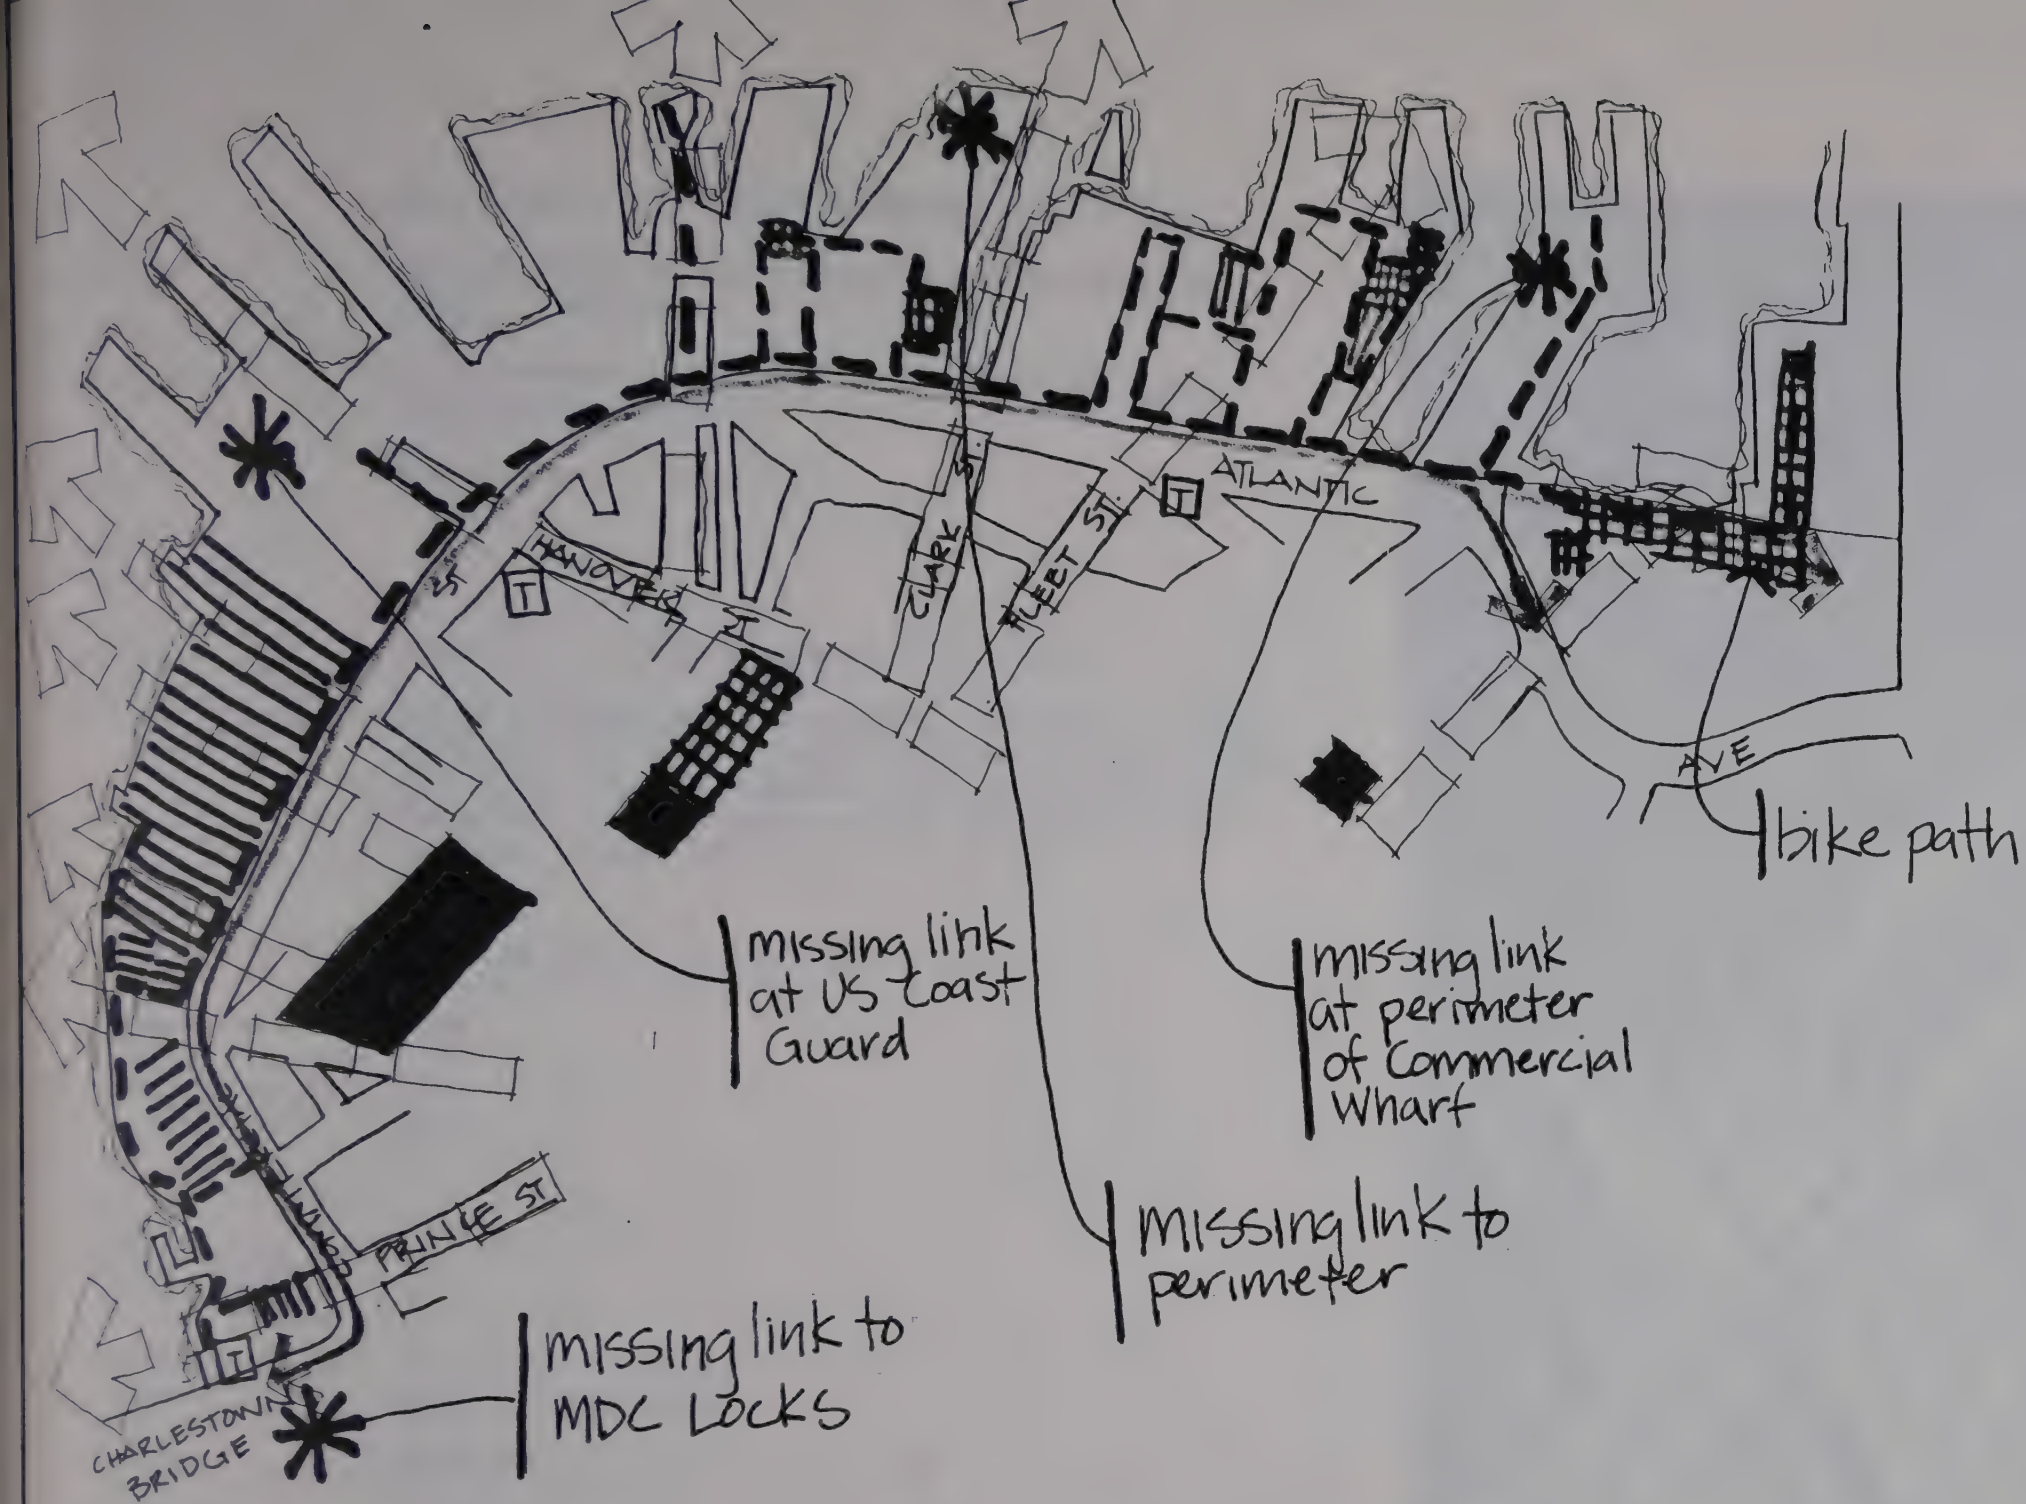 ATLANTIC
AVE
HANOVER ST
CLARK ST.
FLEET ST.
T
T
ST
bike path
missing link
at US Coast
Guard
missing link
at perimeter
of Commercial
Wharf
missing link to
perimeter
PRINCE ST
missing link to
MDC LOCKS
T
CHARLESTOWN
BRIDGE